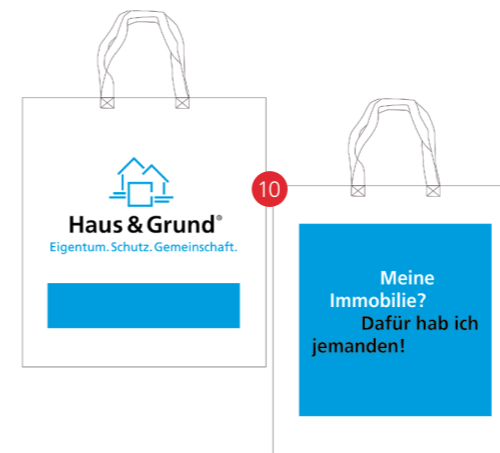 Haus & Grund®
Eigentum. Schutz. Gemeinschaft.
10
Meine
Immobilie?
Dafür hab ich
jemanden!